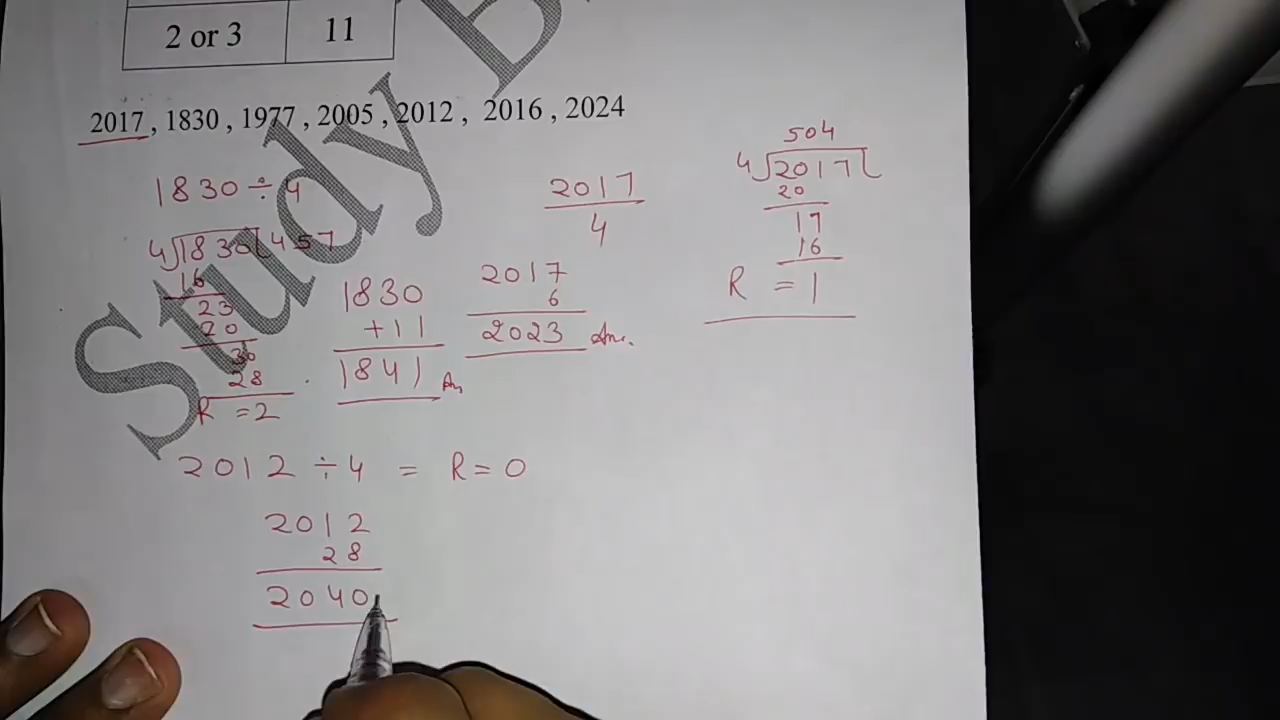 2 or 3 11
2017 , 1830 , 1977 , 2005 , 2012 , 2016 , 2024
1830 ÷ 4
4 1830 457
16
23
20
30
28
R = 2
1830
+11
1841 An
2017
6
2023 Ans.
2017
4
504
4 2017
20
17
16
R = 1
2012 ÷ 4 = R = 0
2012
28
2040
Study